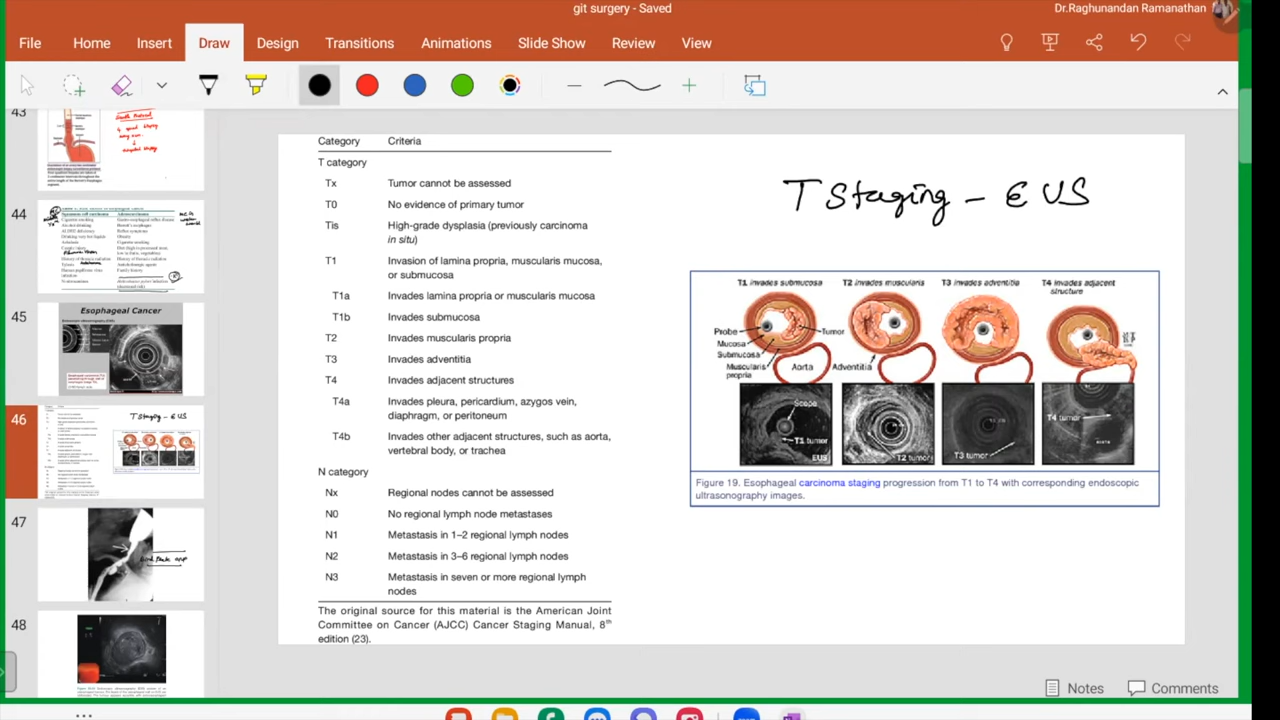 git surgery - Saved
Dr.Raghunandan Ramanathan
File Home Insert Draw Design Transitions Animations Slide Show Review View
43
44
45
Esophageal Cancer
46
T Staging - EUS
47
48
Category Criteria
T category
Tx Tumor cannot be assessed
T0 No evidence of primary tumor
Tis High-grade dysplasia (previously carcinoma
in situ)
T1 Invasion of lamina propria, muscularis mucosa,
or submucosa
T1a Invades lamina propria or muscularis mucosa
T1b Invades submucosa
T2 Invades muscularis propria
T3 Invades adventitia
T4 Invades adjacent structures
T4a Invades pleura, pericardium, azygos vein,
diaphragm, or peritoneum
T4b Invades other adjacent structures, such as aorta,
vertebral body, or trachea
N category
Nx Regional nodes cannot be assessed
N0 No regional lymph node metastases
N1 Metastasis in 1–2 regional lymph nodes
N2 Metastasis in 3–6 regional lymph nodes
N3 Metastasis in seven or more regional lymph
nodes
The original source for this material is the American Joint
Committee on Cancer (AJCC) Cancer Staging Manual, 8th
edition (23).
T Staging - EUS
T1 invades submucosa T2 invades muscularis T3 invades adventitia T4 invades adjacent
structure
Probe
Tumor
Mucosa
Submucosa
Muscularis
propria
Aorta
Adventitia
Scope
T1 tumor
EUS
T2 tumor
T3 tumor
T4 tumor
aorta
Figure 19. Esophageal carcinoma staging progression from T1 to T4 with corresponding endoscopic
ultrasonography images.
Notes Comments